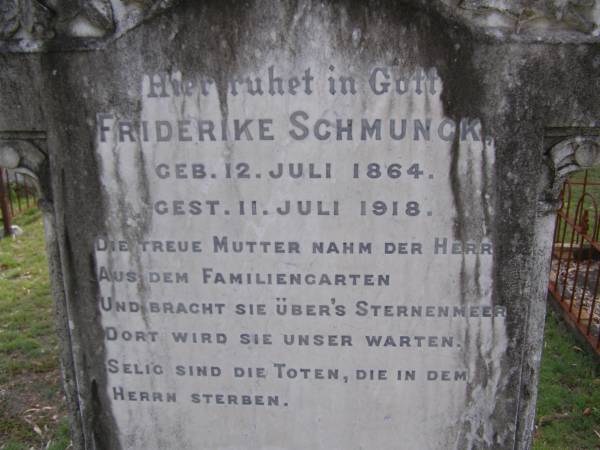 Hier ruhet in Gott
FRIDERIKE SCHMUNCK,
GEB. 12. JULI 1864.
GEST. 11. JULI 1918.
DIE TREUE MUTTER NAHM DER HERR
AUS DEM FAMILIENGARTEN
UND BRACHT SIE ÜBER'S STERNENMEER
DORT WIRD SIE UNSER WARTEN.
SELIG SIND DIE TOTEN, DIE IN DEM
HERRN STERBEN.